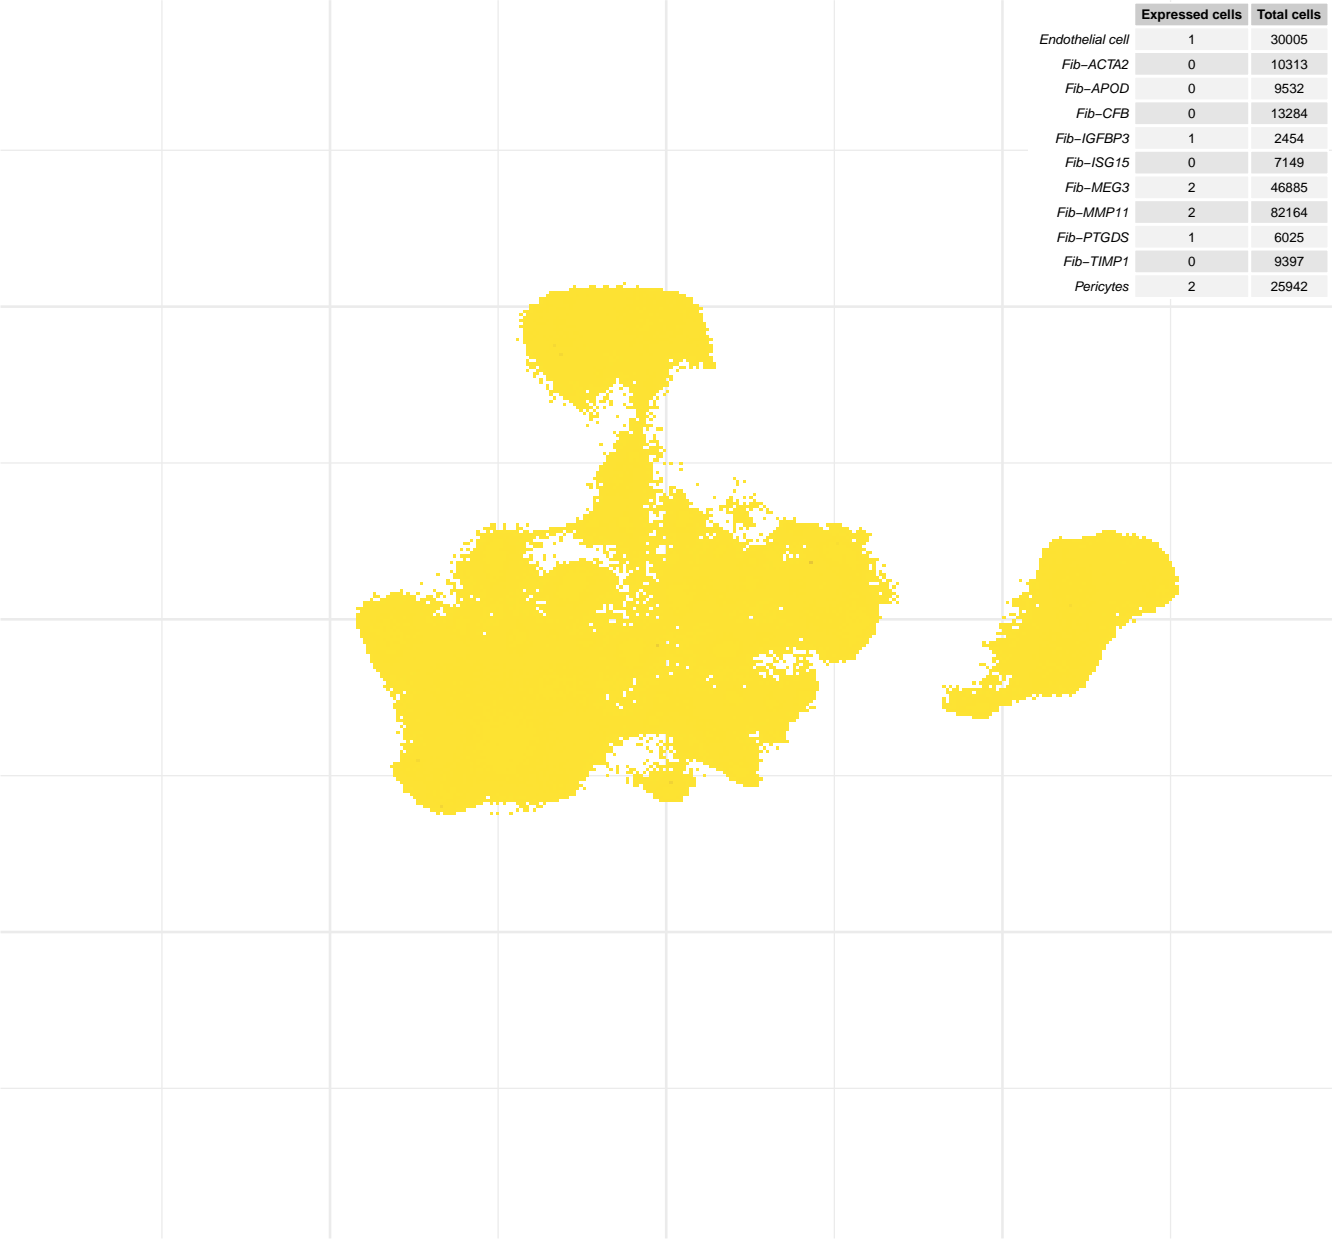 Expressed cells Total cells
Endothelial cell 1 30005
Fib−ACTA2 0 10313
Fib−APOD 0 9532
Fib−CFB 0 13284
Fib−IGFBP3 1 2454
Fib−ISG15 0 7149
Fib−MEG3 2 46885
Fib−MMP11 2 82164
Fib−PTGDS 1 6025
Fib−TIMP1 0 9397
Pericytes 2 25942